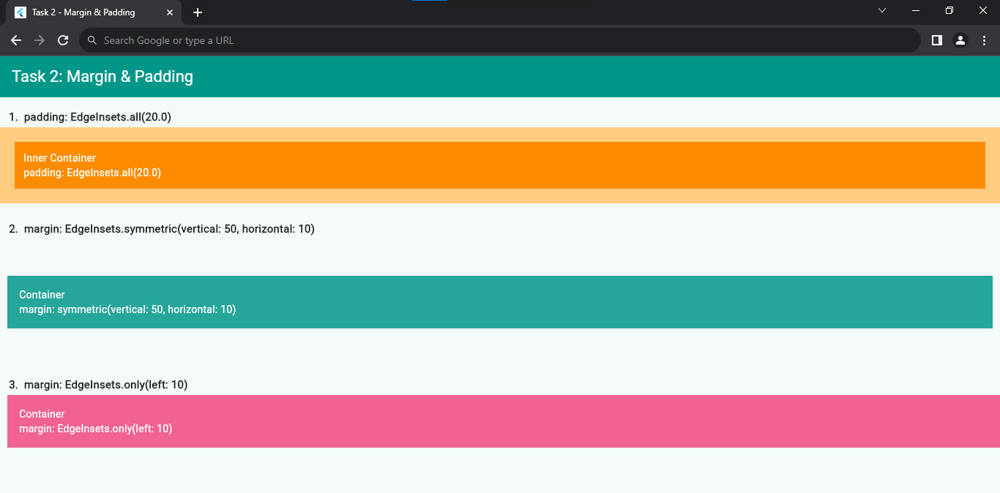 Task 2 - Margin & Padding
Search Google or type a URL
Task 2: Margin & Padding
1. padding: EdgeInsets.all(20.0)
Inner Container
padding: EdgeInsets.all(20.0)
2. margin: EdgeInsets.symmetric(vertical: 50, horizontal: 10)
Container
margin: symmetric(vertical: 50, horizontal: 10)
3. margin: EdgeInsets.only(left: 10)
Container
margin: EdgeInsets.only(left: 10)